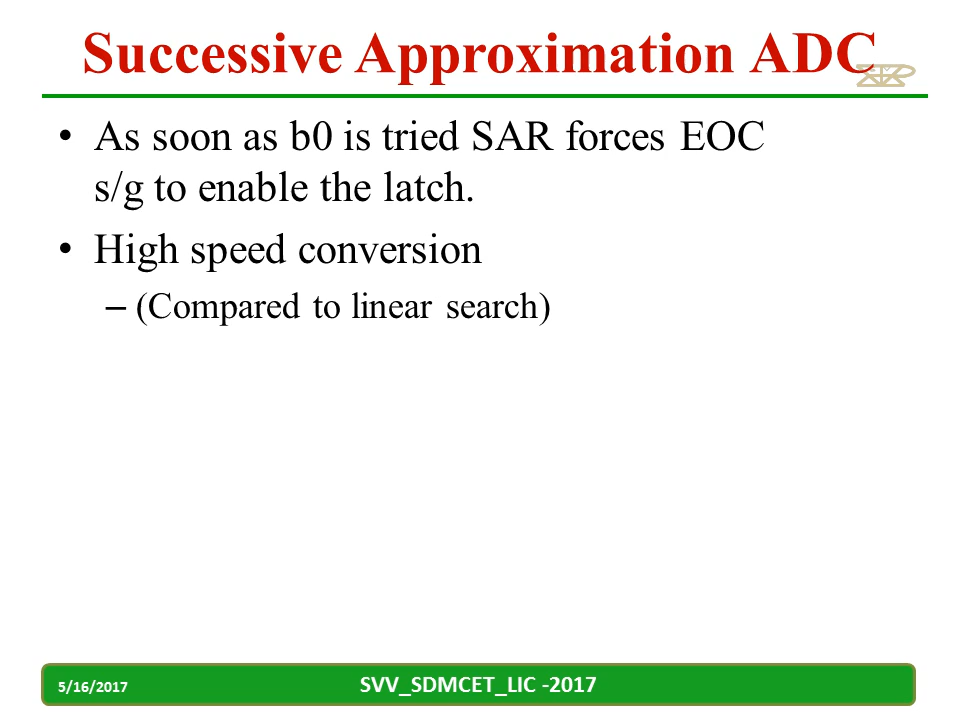 Successive Approximation ADC
• As soon as b0 is tried SAR forces EOC
s/g to enable the latch.
• High speed conversion
– (Compared to linear search)
5/16/2017 SVV_SDMCET_LIC -2017